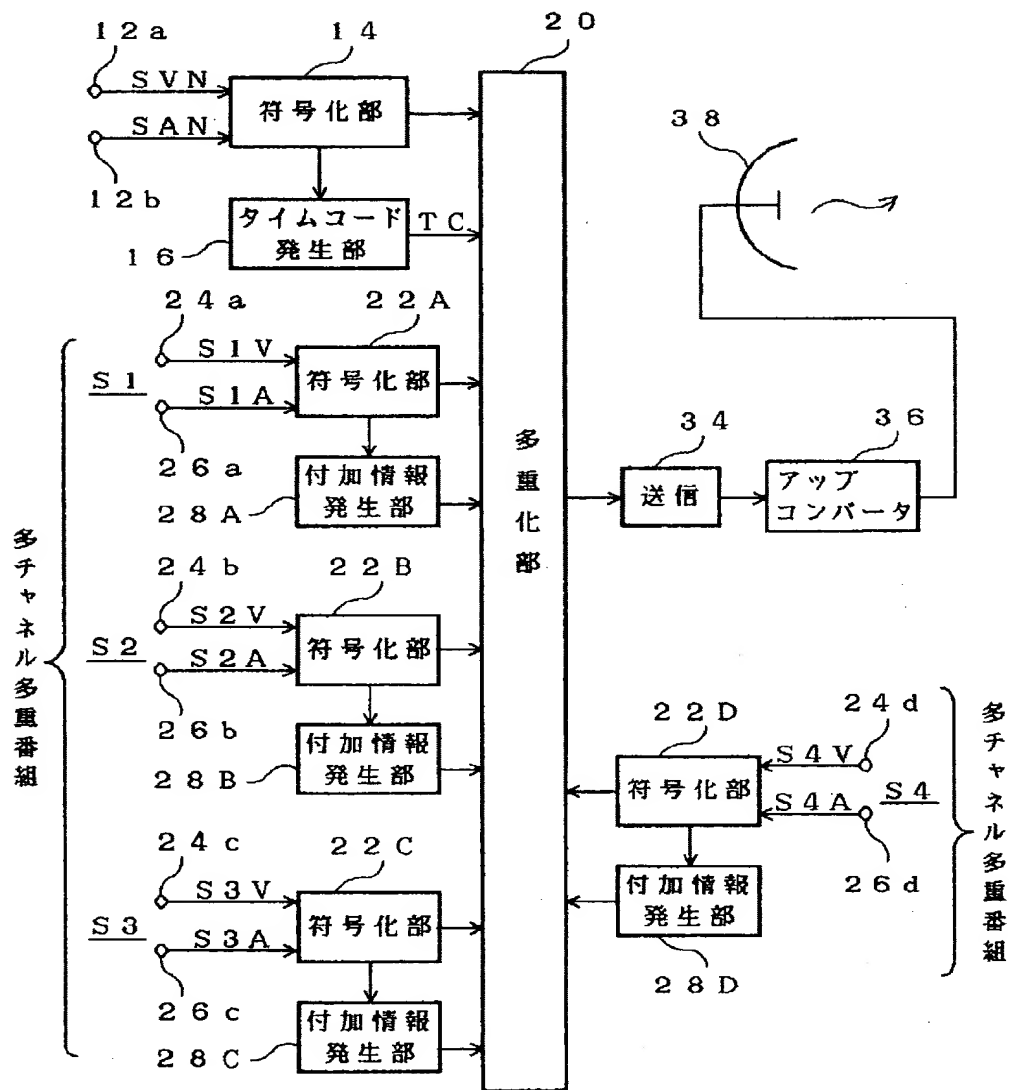 20
12a
14
SVN
符号化部
SAN
38
12b
タイムコード
発生部
TC
16
24a
22A
S1V
符号化部
S1
S1A
34
36
26a
付加情報
発生部
28A
多重化部
送信
アップ
コンバータ
多チャネル多重番組
24b
22B
S2V
符号化部
S2
S2A
26b
付加情報
発生部
28B
22D
24d
S4V
符号化部
S4
S4A
多チャネル多重番組
24c
22C
S3V
符号化部
S3
S3A
付加情報
発生部
26d
28D
26c
付加情報
発生部
28C